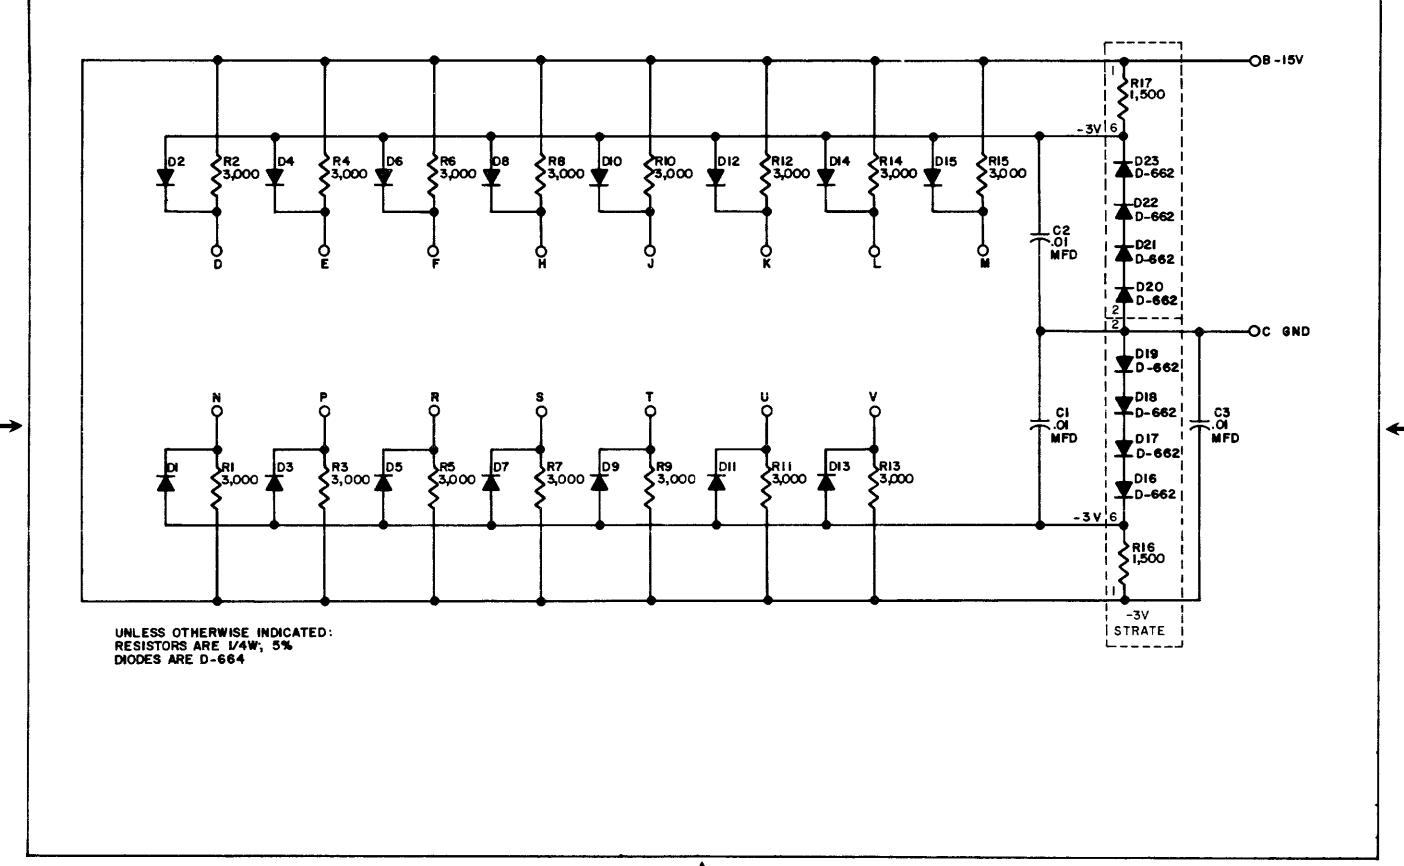 B -15V
1
R17
1,500
-3V 6
D2
R2
3,000
D4
R4
3,000
D6
R6
3,000
D8
R8
3,000
D10
R10
3,000
D12
R12
3,000
D14
R14
3,000
D15
R15
3,000
D23
D-662
D22
D-662
D21
D-662
D20
D-662
C2
.01
MFD
D
E
F
H
J
K
L
M
2
2
C GND
D19
D-662
D18
D-662
D17
D-662
D16
D-662
C1
.01
MFD
C3
.01
MFD
N
P
R
S
T
U
V
D1
R1
3,000
D3
R3
3,000
D5
R5
3,000
D7
R7
3,000
D9
R9
3,000
D11
R11
3,000
D13
R13
3,000
-3V 6
R16
1,500
1
-3V
STRATE
UNLESS OTHERWISE INDICATED:
RESISTORS ARE 1/4W; 5%
DIODES ARE D-664